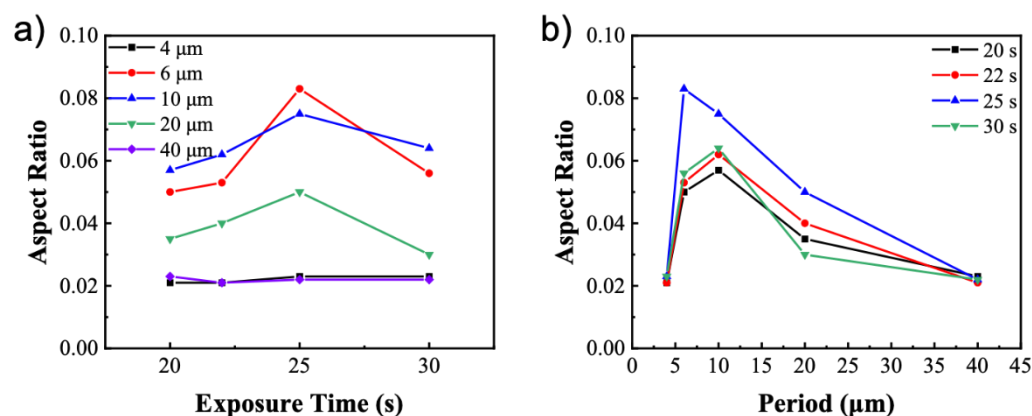 a)
0.10
0.08
0.06
0.04
0.02
0.00
Aspect Ratio
4 μm
6 μm
10 μm
20 μm
40 μm
20
25
30
Exposure Time (s)
b)
0.10
0.08
0.06
0.04
0.02
0.00
Aspect Ratio
20 s
22 s
25 s
30 s
0 5 10 15 20 25 30 35 40 45
Period (μm)